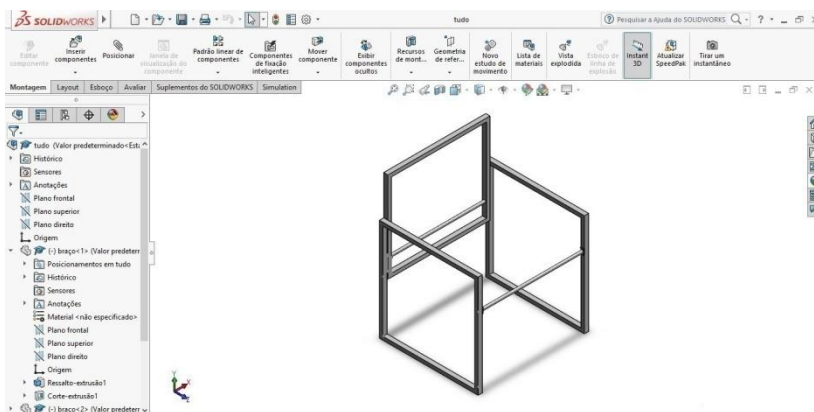 SOLIDWORKS
tudo
Pesquisar a Ajuda do SOLIDWORKS
Editar componente
Inserir componentes
Posicionar
Janela de visualização do componente
Padrão linear de componentes
Componentes de fixação inteligentes
Mover componente
Exibir componentes ocultos
Recursos de mont...
Geometria de refer...
Novo estudo de movimento
Lista de materiais
Vista explodida
Esboço de linha de explosão
Instant 3D
Atualizar SpeedPak
Tirar um instantâneo
Montagem Layout Esboço Avaliar Suplementos do SOLIDWORKS Simulation
tudo (Valor predeterminado<Esta
Histórico
Sensores
Anotações
Plano frontal
Plano superior
Plano direito
Origem
(-) braço<1> (Valor predeterr
Posicionamentos em tudo
Histórico
Sensores
Anotações
Material <não especificado>
Plano frontal
Plano superior
Plano direito
Origem
Ressalto-extrusão1
Corte-extrusão1
(-) braço<2> (Valor predeterr
Y
X
Z